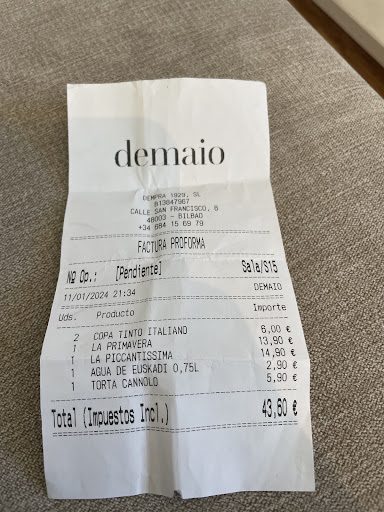 demaio
DEMPRA 1929, SL
B13847967
CALLE SAN FRANCISCO, 6
48003 - BILBAO
+34 684 15 69 79
FACTURA PROFORMA
Nº Op.: [Pendiente] Sala/S15
11/01/2024 21:34 DEMAIO
Uds. Producto Importe
2 COPA TINTO ITALIANO 6,00 €
1 LA PRIMAVERA 13,90 €
1 LA PICCANTISSIMA 14,90 €
1 AGUA DE EUSKADI 0,75L 2,90 €
1 TORTA CANNOLO 5,90 €
Total (Impuestos Incl.) 43,60 €